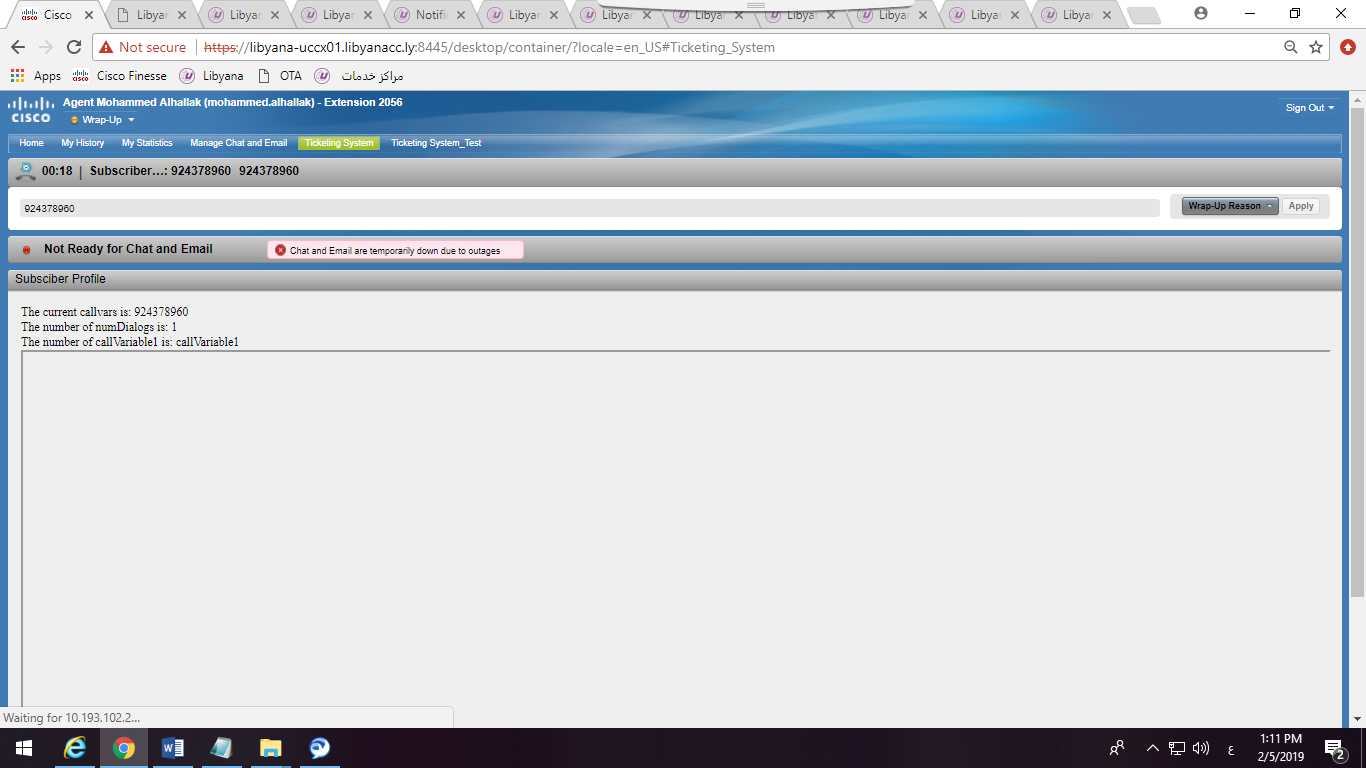 Cisco
Libyar
Libyar
Libyar
Notifi
Libyar
Libyar
Libyar
Libyar
Libyar
Libyar
Libyar
Not secure
https://libyana-uccx01.libyanacc.ly:8445/desktop/container/?locale=en_US#Ticketing_System
Apps
Cisco Finesse
Libyana
OTA
مراكز خدمات
CISCO
Agent Mohammed Alhallak (mohammed.alhallak) - Extension 2056
Wrap-Up
Sign Out
Home
My History
My Statistics
Manage Chat and Email
Ticketing System
Ticketing System_Test
00:18 | Subscriber...: 924378960 924378960
924378960
Wrap-Up Reason
Apply
Not Ready for Chat and Email
Chat and Email are temporarily down due to outages
Subsciber Profile
The current callvars is: 924378960
The number of numDialogs is: 1
The number of callVariable1 is: callVariable1
Waiting for 10.193.102.2...
ع
1:11 PM
2/5/2019
2